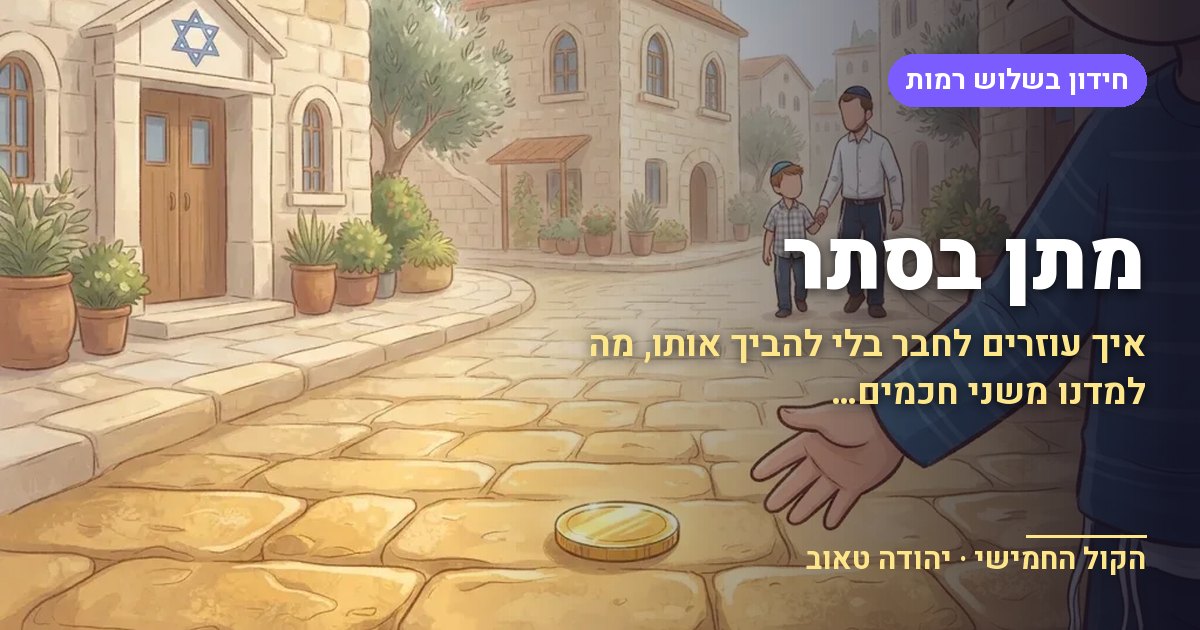 חידון בשלוש רמות
מתן בסתר
איך עוזרים לחבר בלי להביך אותו, מה
למדנו משני חכמים...
הקול החמישי · יהודה טאוב